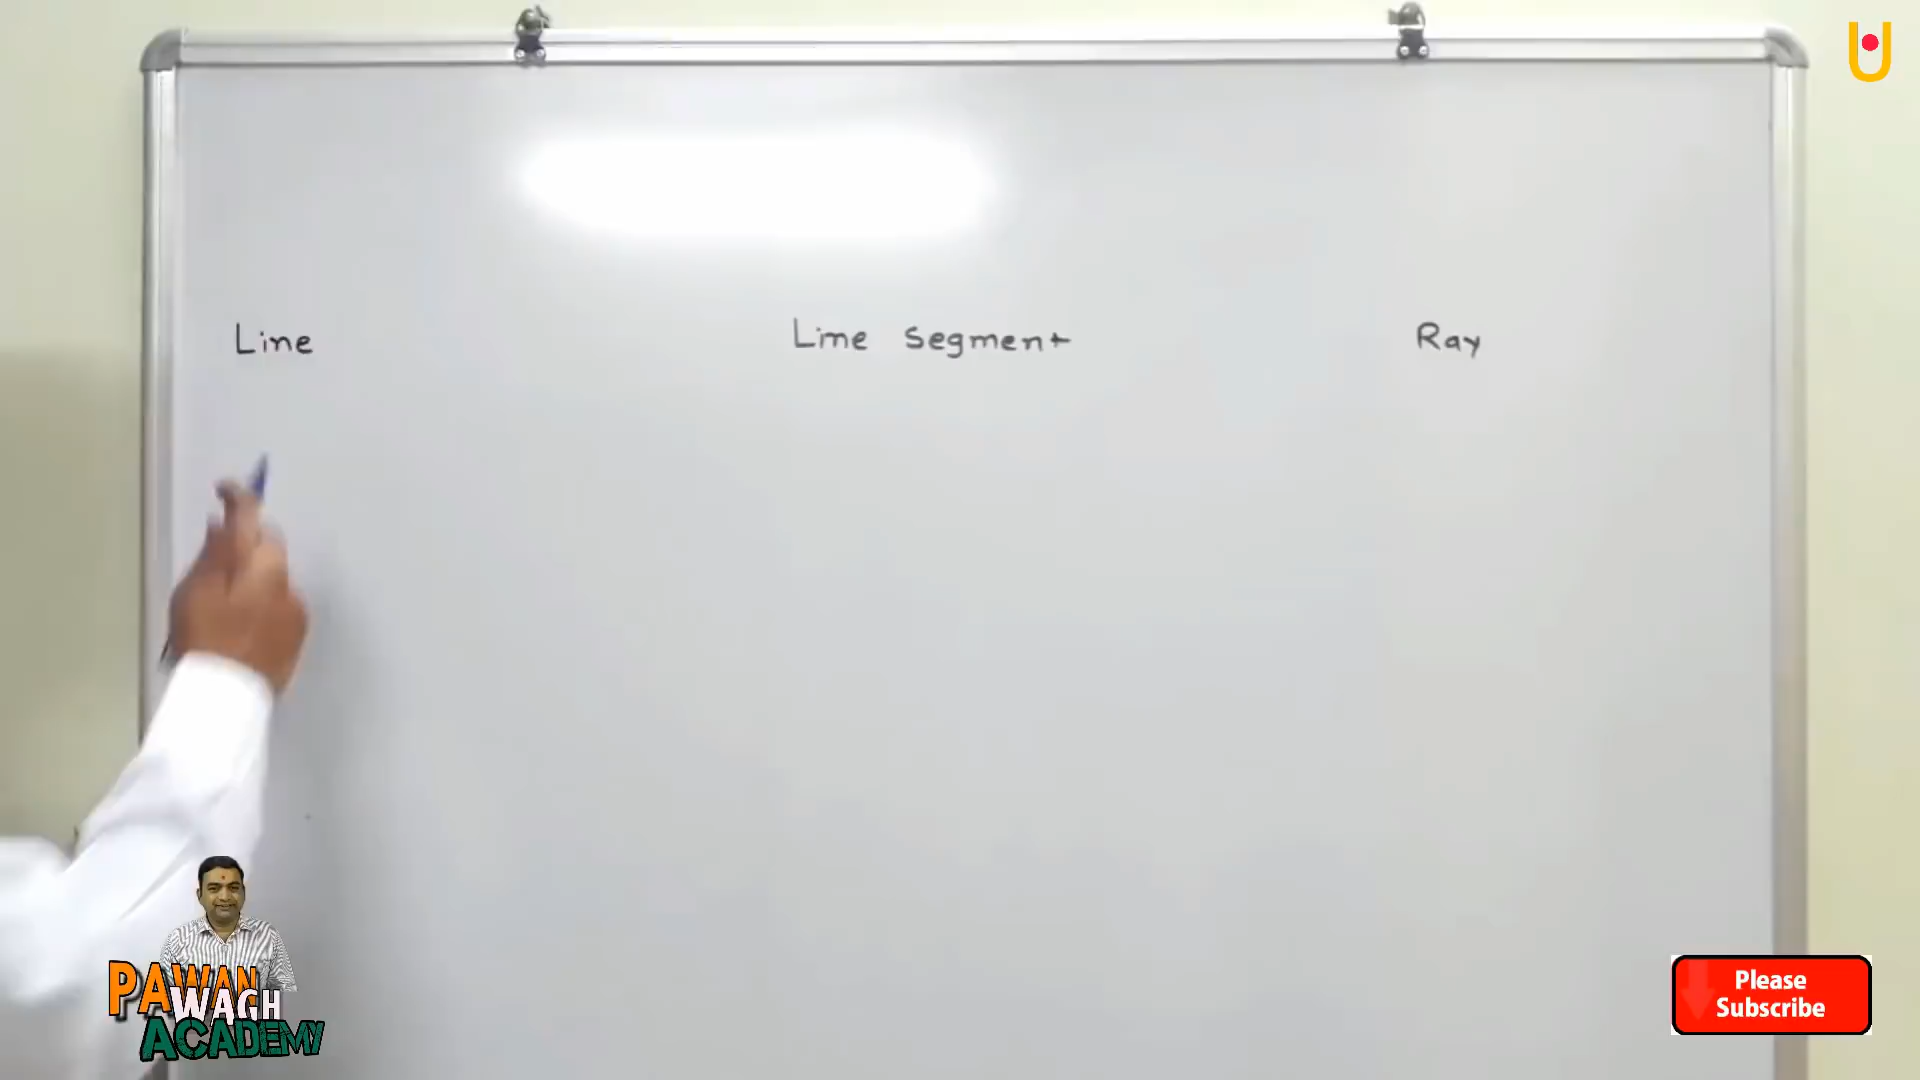 Line Line Segment Ray
PAWAN
WAGH
ACADEMY
Please
Subscribe